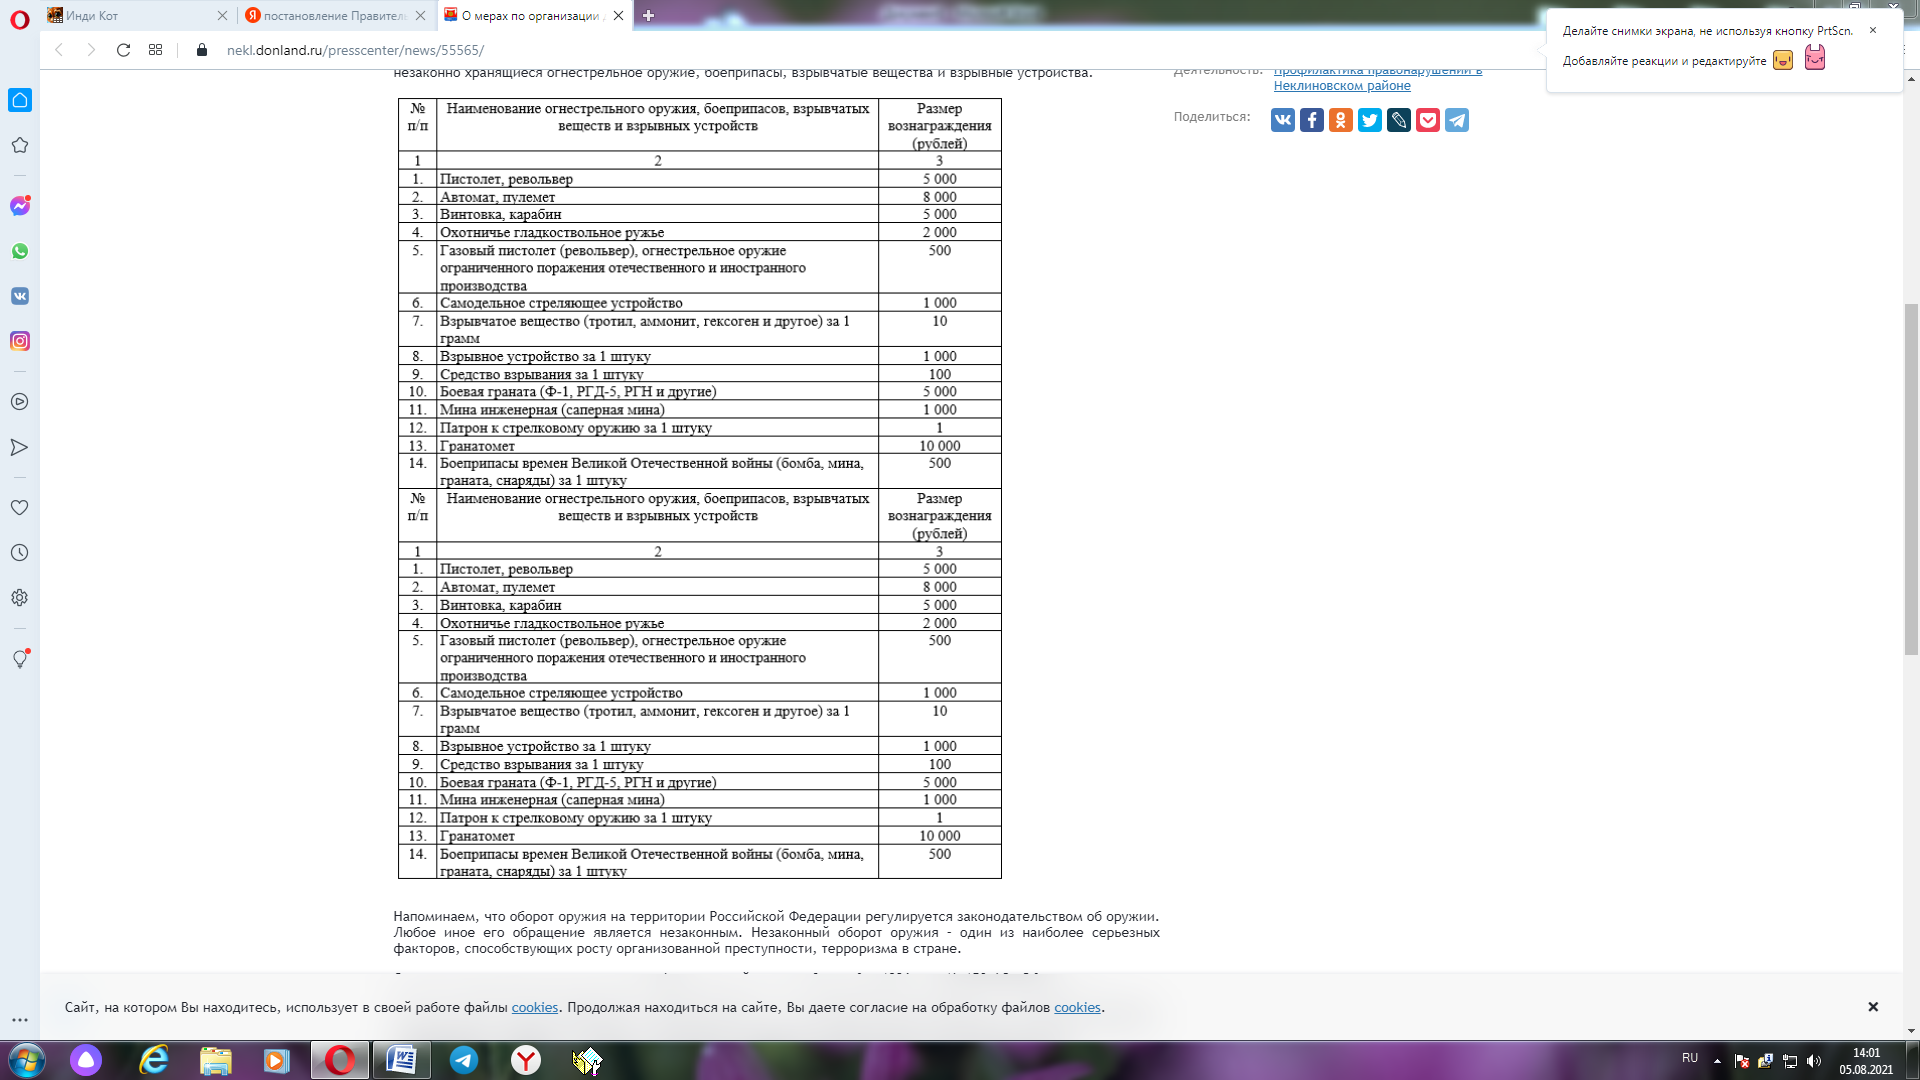 Инди Кот
постановление Правитель
О мерах по организации д
nekl.donland.ru/presscenter/news/55565/
Делайте снимки экрана, не используя кнопку PrtScn.
Добавляйте реакции и редактируйте
незаконно хранящиеся огнестрельное оружие, боеприпасы, взрывчатые вещества и взрывные устройства.
Деятельность: Профилактика правонарушений в
Неклиновском районе
Поделиться:
№ п/п Наименование огнестрельного оружия, боеприпасов, взрывчатых веществ и взрывных устройств Размер вознаграждения (рублей)
1 2 3
1. Пистолет, револьвер 5 000
2. Автомат, пулемет 8 000
3. Винтовка, карабин 5 000
4. Охотничье гладкоствольное ружье 2 000
5. Газовый пистолет (револьвер), огнестрельное оружие 500
ограниченного поражения отечественного и иностранного
производства
6. Самодельное стреляющее устройство 1 000
7. Взрывчатое вещество (тротил, аммонит, гексоген и другое) за 1 10
грамм
8. Взрывное устройство за 1 штуку 1 000
9. Средство взрывания за 1 штуку 100
10. Боевая граната (Ф-1, РГД-5, РГН и другие) 5 000
11. Мина инженерная (саперная мина) 1 000
12. Патрон к стрелковому оружию за 1 штуку 1
13. Гранатомет 10 000
14. Боеприпасы времен Великой Отечественной войны (бомба, мина, 500
граната, снаряды) за 1 штуку
№ п/п Наименование огнестрельного оружия, боеприпасов, взрывчатых веществ и взрывных устройств Размер вознаграждения (рублей)
1 2 3
1. Пистолет, револьвер 5 000
2. Автомат, пулемет 8 000
3. Винтовка, карабин 5 000
4. Охотничье гладкоствольное ружье 2 000
5. Газовый пистолет (револьвер), огнестрельное оружие 500
ограниченного поражения отечественного и иностранного
производства
6. Самодельное стреляющее устройство 1 000
7. Взрывчатое вещество (тротил, аммонит, гексоген и другое) за 1 10
грамм
8. Взрывное устройство за 1 штуку 1 000
9. Средство взрывания за 1 штуку 100
10. Боевая граната (Ф-1, РГД-5, РГН и другие) 5 000
11. Мина инженерная (саперная мина) 1 000
12. Патрон к стрелковому оружию за 1 штуку 1
13. Гранатомет 10 000
14. Боеприпасы времен Великой Отечественной войны (бомба, мина, 500
граната, снаряды) за 1 штуку
Напоминаем, что оборот оружия на территории Российской Федерации регулируется законодательством об оружии.
Любое иное его обращение является незаконным. Незаконный оборот оружия - один из наиболее серьезных
факторов, способствующих росту организованной преступности, терроризма в стране.
Сайт, на котором Вы находитесь, использует в своей работе файлы cookies. Продолжая находиться на сайте, Вы даете согласие на обработку файлов cookies.
RU
14:01
05.08.2021